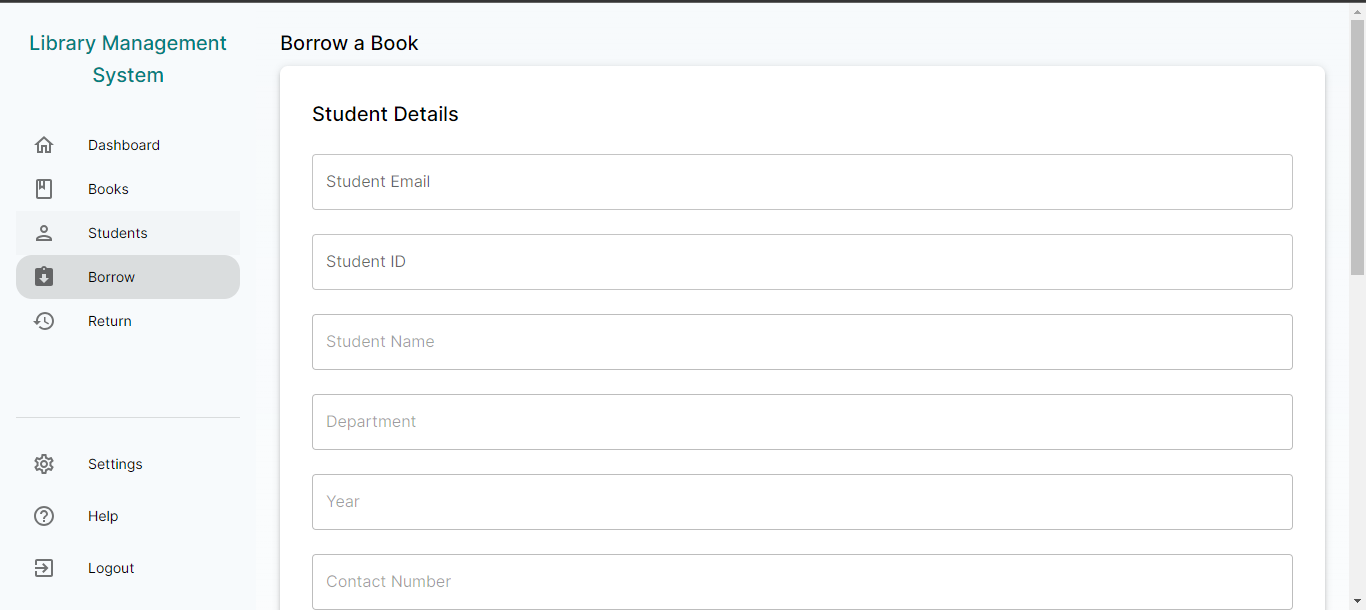 Library Management
System
Dashboard
Books
Students
Borrow
Return
Settings
Help
Logout
Borrow a Book
Student Details
Student Email
Student ID
Student Name
Department
Year
Contact Number